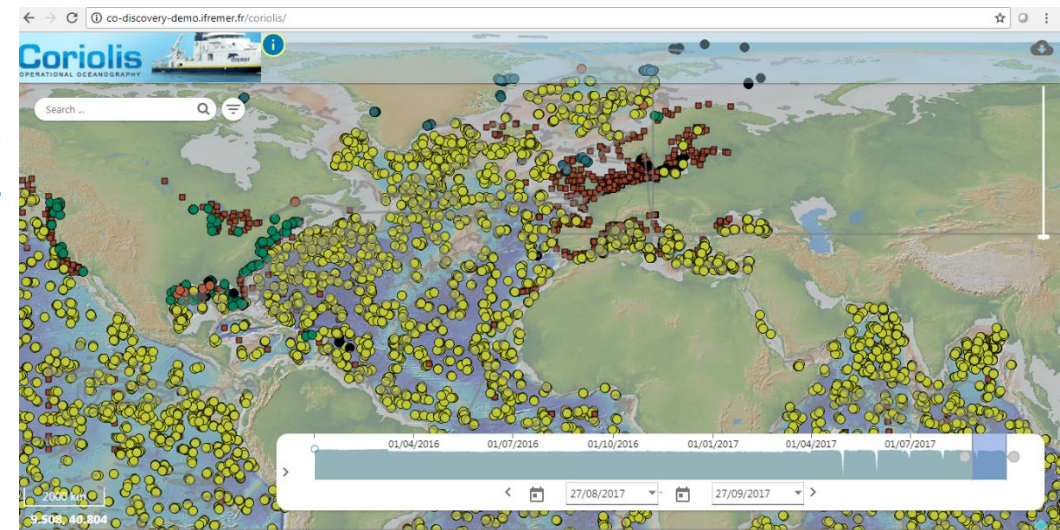 co-discovery-demo.ifremer.fr/coriolis/
Coriolis
OPERATIONAL OCEANOGRAPHY
i
Search ...
01/04/2016 01/07/2016 01/10/2016 01/01/2017 01/04/2017 01/07/2017
27/08/2017 - 27/09/2017
2000 km
9.508, 40.804